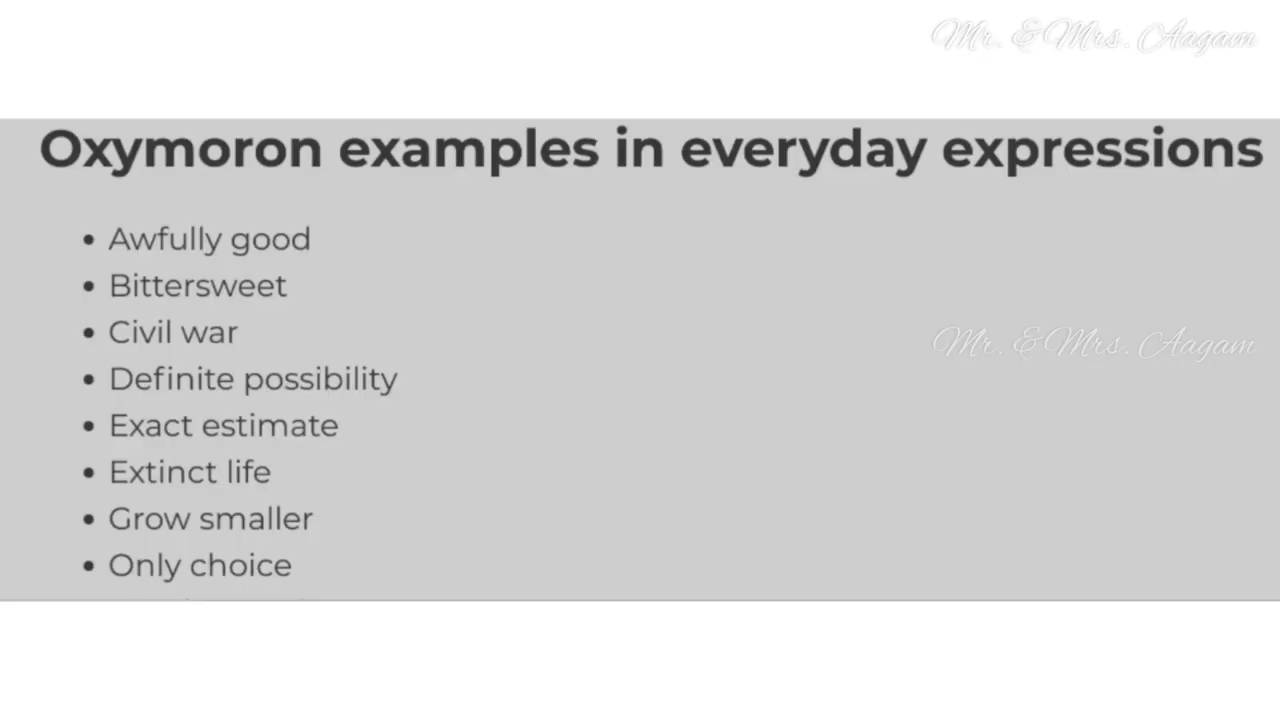 Mr. & Mrs. Aagam
Oxymoron examples in everyday expressions
• Awfully good
• Bittersweet
• Civil war
Mr. & Mrs. Aagam
• Definite possibility
• Exact estimate
• Extinct life
• Grow smaller
• Only choice